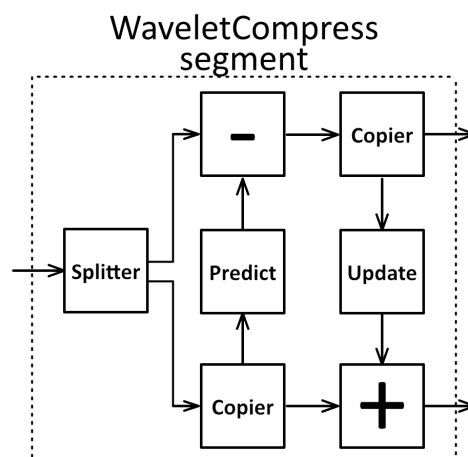 WaveletCompress
segment
-
Copier
Splitter
Predict
Update
Copier
+